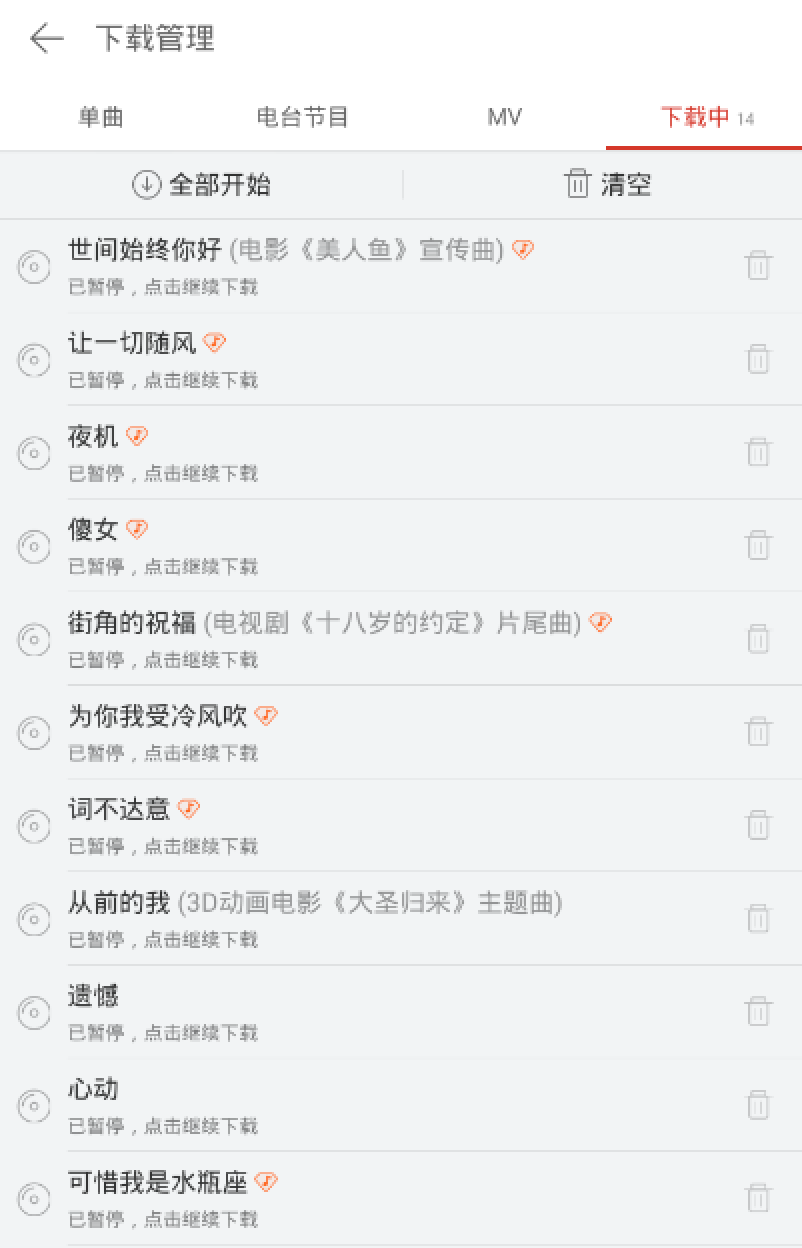 下载管理
单曲 电台节目 MV 下载中 14
全部开始 清空
世间始终你好 (电影《美人鱼》宣传曲)
已暂停，点击继续下载
让一切随风
已暂停，点击继续下载
夜机
已暂停，点击继续下载
傻女
已暂停，点击继续下载
街角的祝福 (电视剧《十八岁的约定》片尾曲)
已暂停，点击继续下载
为你我受冷风吹
已暂停，点击继续下载
词不达意
已暂停，点击继续下载
从前的我 (3D动画电影《大圣归来》主题曲)
已暂停，点击继续下载
遗憾
已暂停，点击继续下载
心动
已暂停，点击继续下载
可惜我是水瓶座
已暂停，点击继续下载